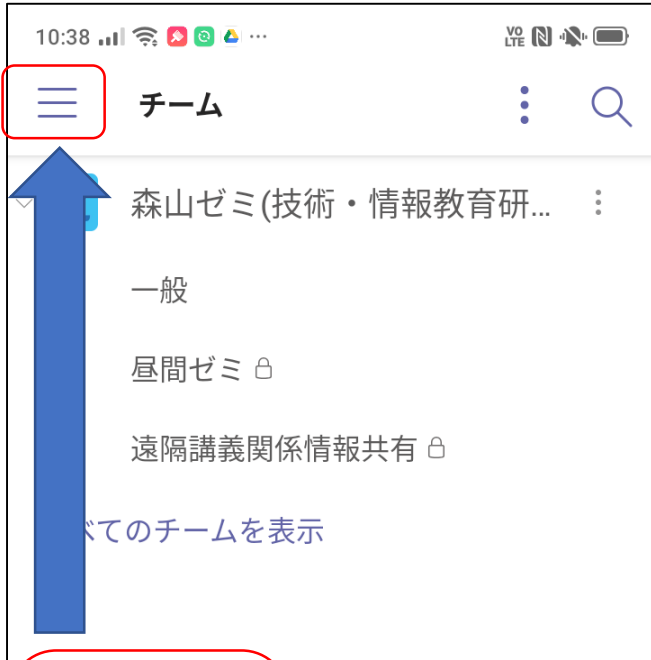 10:38 ... VO LTE
チーム
森山ゼミ(技術・情報教育研...
一般
昼間ゼミ
遠隔講義関係情報共有
べてのチームを表示